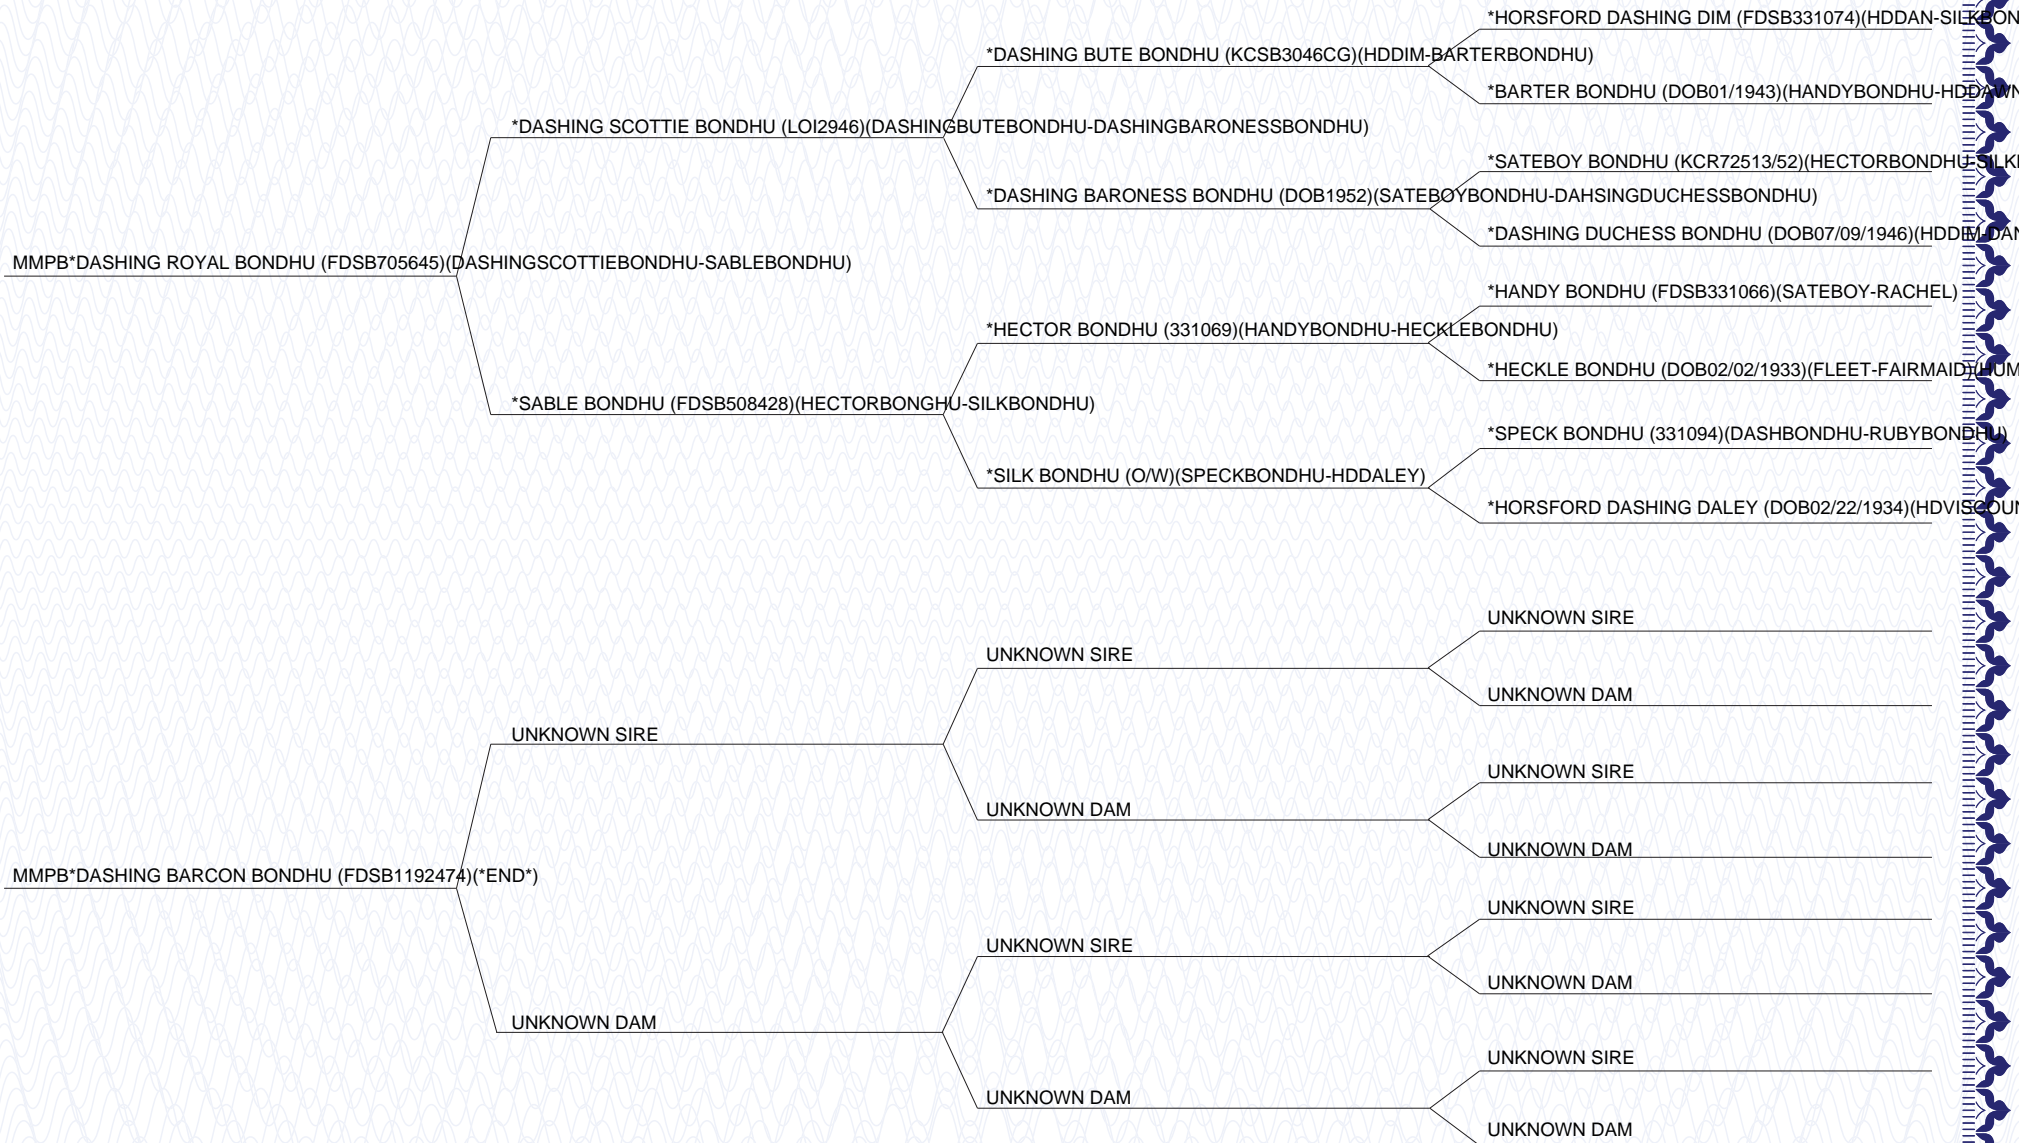 *HORSFORD DASHING DIM (FDSB331074)(HDDAN-SILKBON
*DASHING BUTE BONDHU (KCSB3046CG)(HDDIM-BARTERBONDHU)
*BARTER BONDHU (DOB01/1943)(HANDYBONDHU-HDDAWN
*DASHING SCOTTIE BONDHU (LOI2946)(DASHINGBUTEBONDHU-DASHINGBARONESSBONDHU)
*SATEBOY BONDHU (KCR72513/52)(HECTORBONDHU-SILK
*DASHING BARONESS BONDHU (DOB1952)(SATEBOYBONDHU-DAHSINGDUCHESSBONDHU)
*DASHING DUCHESS BONDHU (DOB07/09/1946)(HDDIM-DAN
MMPB*DASHING ROYAL BONDHU (FDSB705645)(DASHINGSCOTTIEBONDHU-SABLEBONDHU)
*HANDY BONDHU (FDSB331066)(SATEBOY-RACHEL)
*HECTOR BONDHU (331069)(HANDYBONDHU-HECKLEBONDHU)
*HECKLE BONDHU (DOB02/02/1933)(FLEET-FAIRMAID)(HUM
*SABLE BONDHU (FDSB508428)(HECTORBONGHU-SILKBONDHU)
*SPECK BONDHU (331094)(DASHBONDHU-RUBYBONDHU)
*SILK BONDHU (O/W)(SPECKBONDHU-HDDALEY)
*HORSFORD DASHING DALEY (DOB02/22/1934)(HDVISCOUN
UNKNOWN SIRE
UNKNOWN SIRE
UNKNOWN DAM
UNKNOWN SIRE
UNKNOWN SIRE
UNKNOWN DAM
UNKNOWN DAM
MMPB*DASHING BARCON BONDHU (FDSB1192474)(*END*)
UNKNOWN SIRE
UNKNOWN SIRE
UNKNOWN DAM
UNKNOWN DAM
UNKNOWN SIRE
UNKNOWN DAM
UNKNOWN DAM